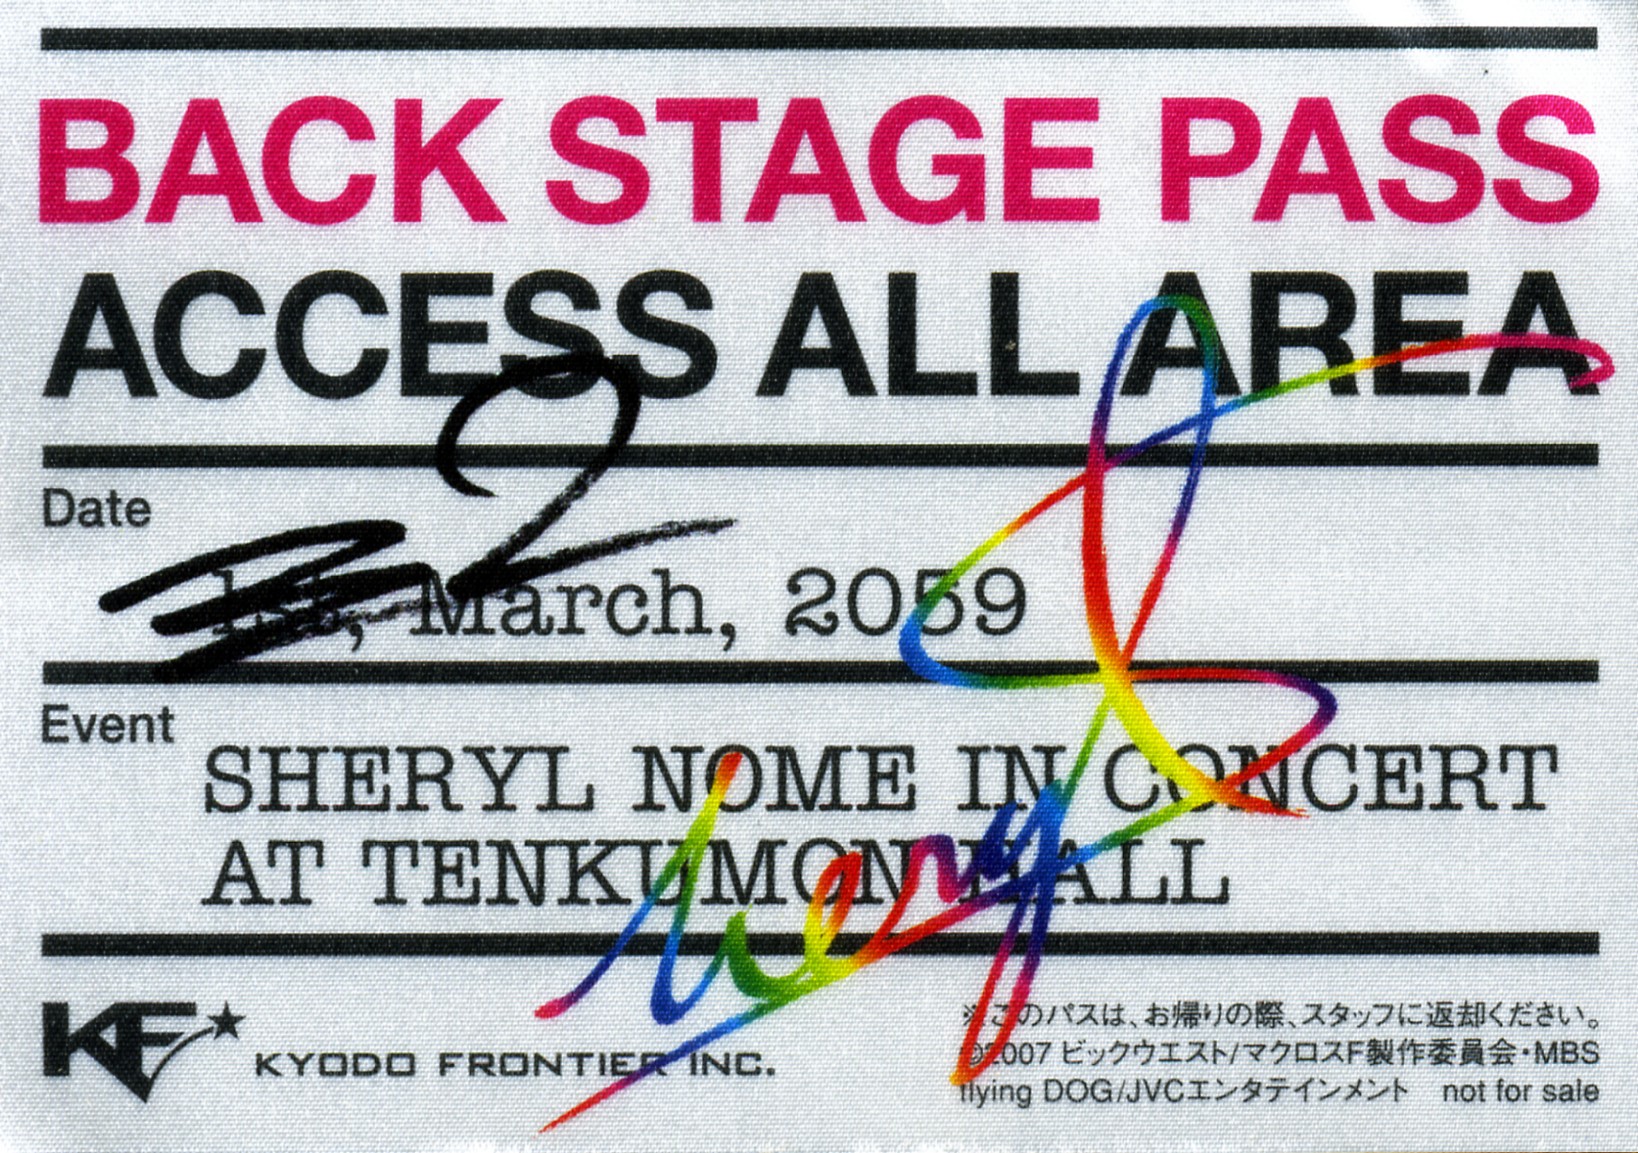 BACK STAGE PASS
ACCESS ALL AREA
Date
2
1st, March, 2059
Event
SHERYL NOME IN CONCERT
AT TENKUMON HALL
Sheryl
KF★
KYODO FRONTIER INC.
※このパスは、お帰りの際、スタッフに返却ください。
©2007 ビックウエスト/マクロスF製作委員会・MBS
flying DOG/JVCエンタテインメント not for sale